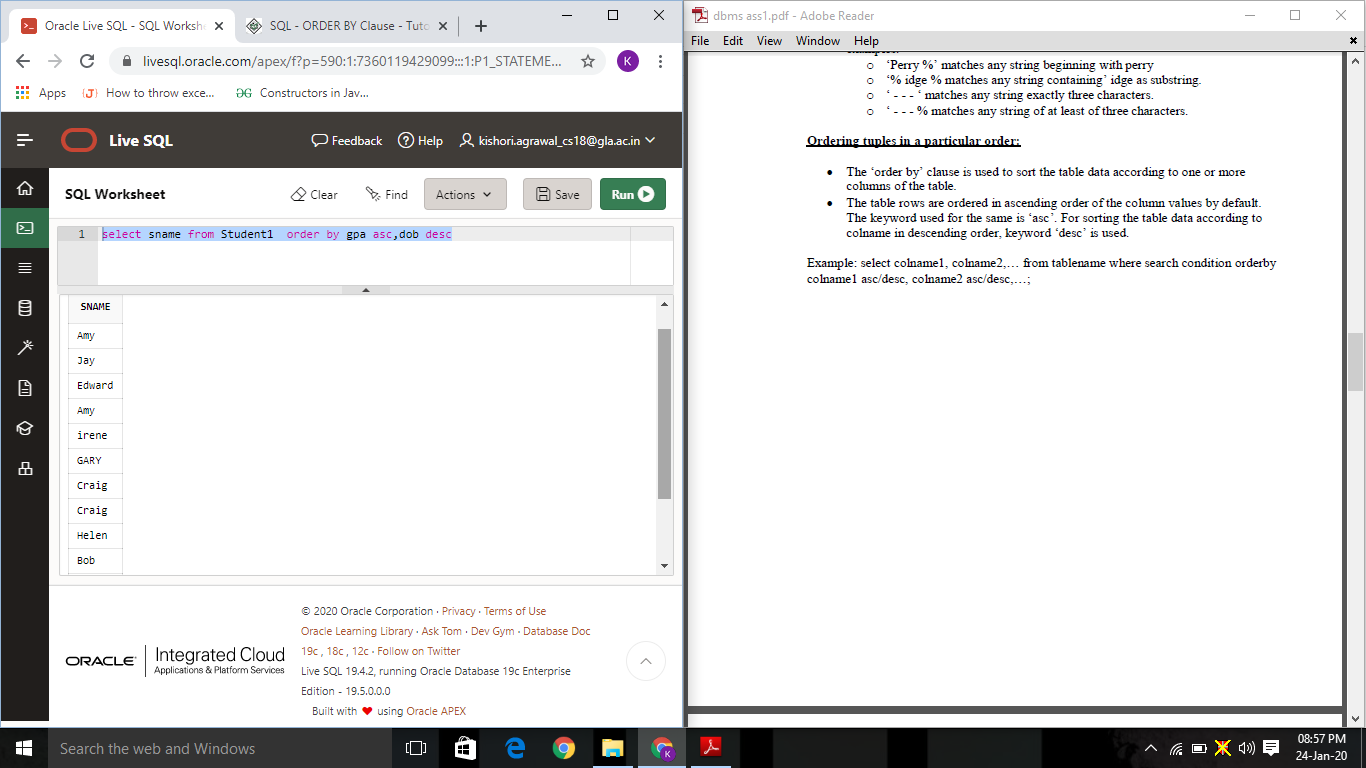 Oracle Live SQL - SQL Workshe
SQL - ORDER BY Clause - Tuto
livesql.oracle.com/apex/f?p=590:1:7360119429099:::1:P1_STATEME...
K
Apps
How to throw exce...
Constructors in Jav...
Live SQL
Feedback
Help
kishori.agrawal_cs18@gla.ac.in
SQL Worksheet
Clear
Find
Actions
Save
Run
1 select sname from Student1 order by gpa asc,dob desc
SNAME
Amy
Jay
Edward
Amy
irene
GARY
Craig
Craig
Helen
Bob
ORACLE Integrated Cloud
Applications & Platform Services
© 2020 Oracle Corporation · Privacy · Terms of Use
Oracle Learning Library · Ask Tom · Dev Gym · Database Doc
19c , 18c , 12c · Follow on Twitter
Live SQL 19.4.2, running Oracle Database 19c Enterprise
Edition - 19.5.0.0.0
Built with ❤ using Oracle APEX
dbms ass1.pdf - Adobe Reader
File Edit View Window Help
o ‘Perry %’ matches any string beginning with perry
o ‘% idge % matches any string containing’ idge as substring.
o ‘ - - - ‘ matches any string exactly three characters.
o ‘ - - - % matches any string of at least of three characters.
Ordering tuples in a particular order:
• The ‘order by’ clause is used to sort the table data according to one or more
columns of the table.
• The table rows are ordered in ascending order of the column values by default.
The keyword used for the same is ‘asc’. For sorting the table data according to
colname in descending order, keyword ‘desc’ is used.
Example: select colname1, colname2,… from tablename where search condition orderby
colname1 asc/desc, colname2 asc/desc,…;
Search the web and Windows
K
08:57 PM
24-Jan-20